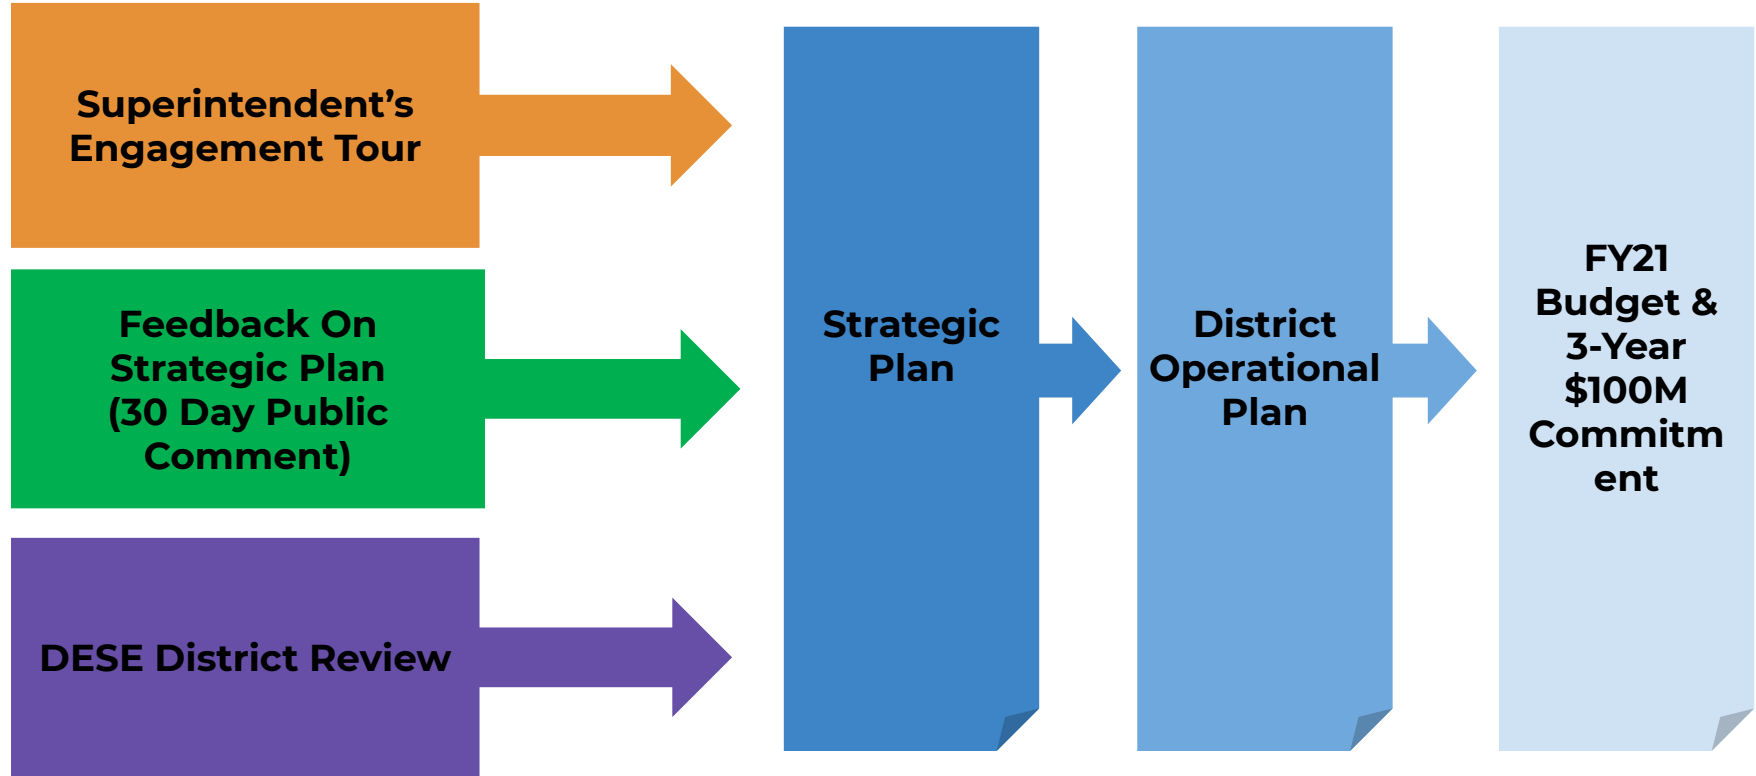 Superintendent’s
Engagement Tour
Feedback On
Strategic Plan
(30 Day Public
Comment)
DESE District Review
Strategic
Plan
District
Operational
Plan
FY21
Budget &
3-Year
$100M
Commitm
ent